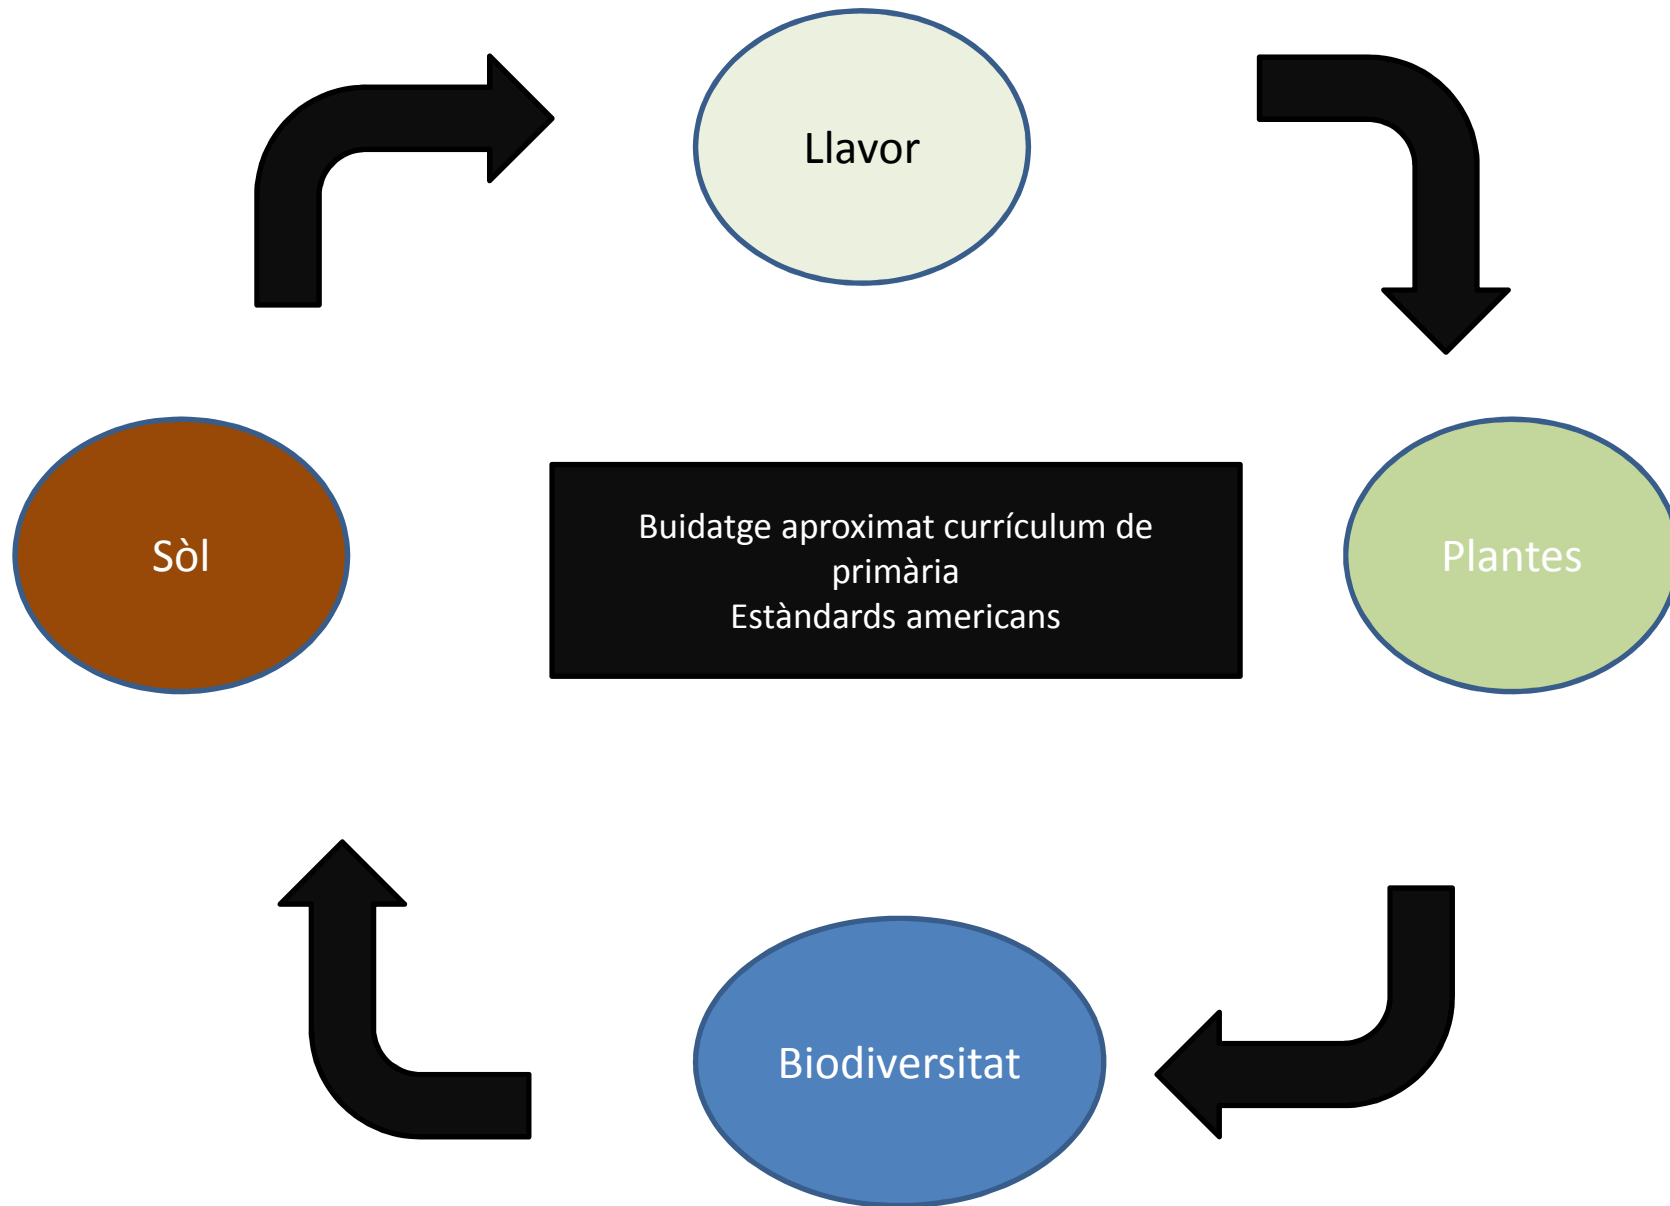 Llavor
Sòl
Buidatge aproximat currículum de
primària
Estàndards americans
Plantes
Biodiversitat